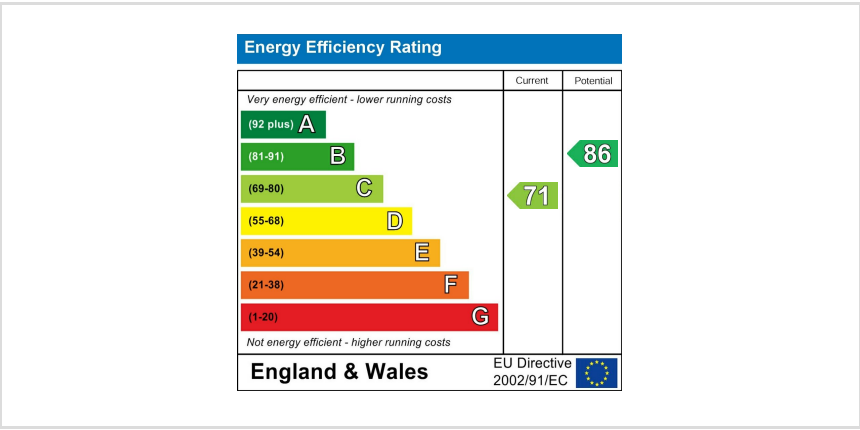 Energy Efficiency Rating
Current Potential
Very energy efficient - lower running costs
(92 plus) A
(81-91) B
86
(69-80) C
71
(55-68) D
(39-54) E
(21-38) F
(1-20) G
Not energy efficient - higher running costs
England & Wales
EU Directive
2002/91/EC